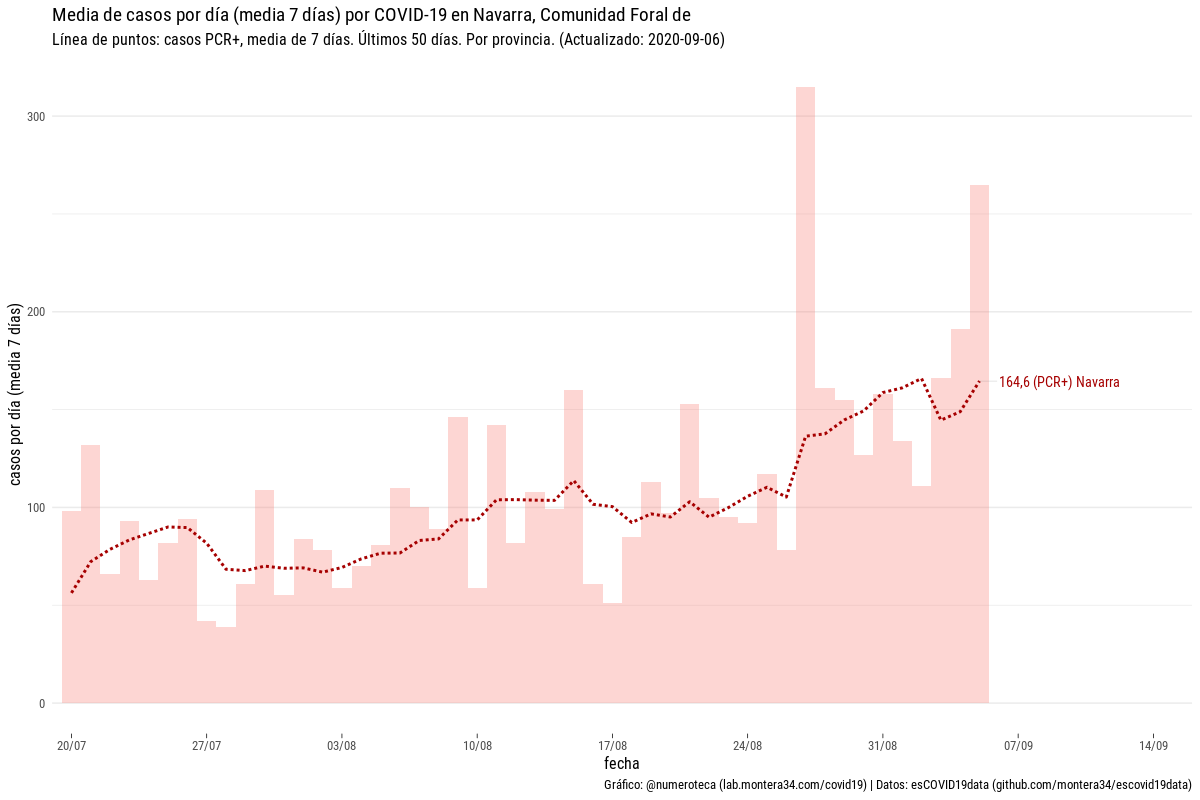 Media de casos por día (media 7 días) por COVID-19 en Navarra, Comunidad Foral de
Línea de puntos: casos PCR+, media de 7 días. Últimos 50 días. Por provincia. (Actualizado: 2020-09-06)
casos por día (media 7 días)
300
200
100
0
164,6 (PCR+) Navarra
20/07
27/07
03/08
10/08
17/08
24/08
31/08
07/09
14/09
fecha
Gráfico: @numeroteca (lab.montera34.com/covid19) | Datos: esCOVID19data (github.com/montera34/escovid19data)